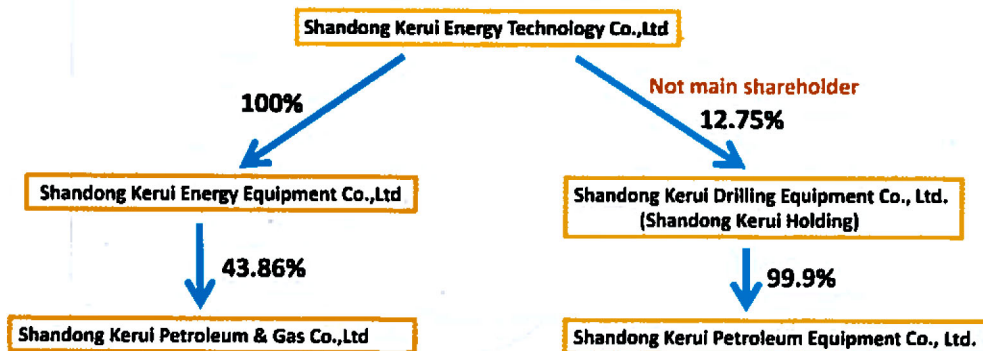 Shandong Kerui Energy Technology Co.,Ltd
Not main shareholder
100%
12.75%
Shandong Kerui Energy Equipment Co.,Ltd
Shandong Kerui Drilling Equipment Co., Ltd.
(Shandong Kerui Holding)
43.86%
99.9%
Shandong Kerui Petroleum & Gas Co.,Ltd
Shandong Kerui Petroleum Equipment Co., Ltd.